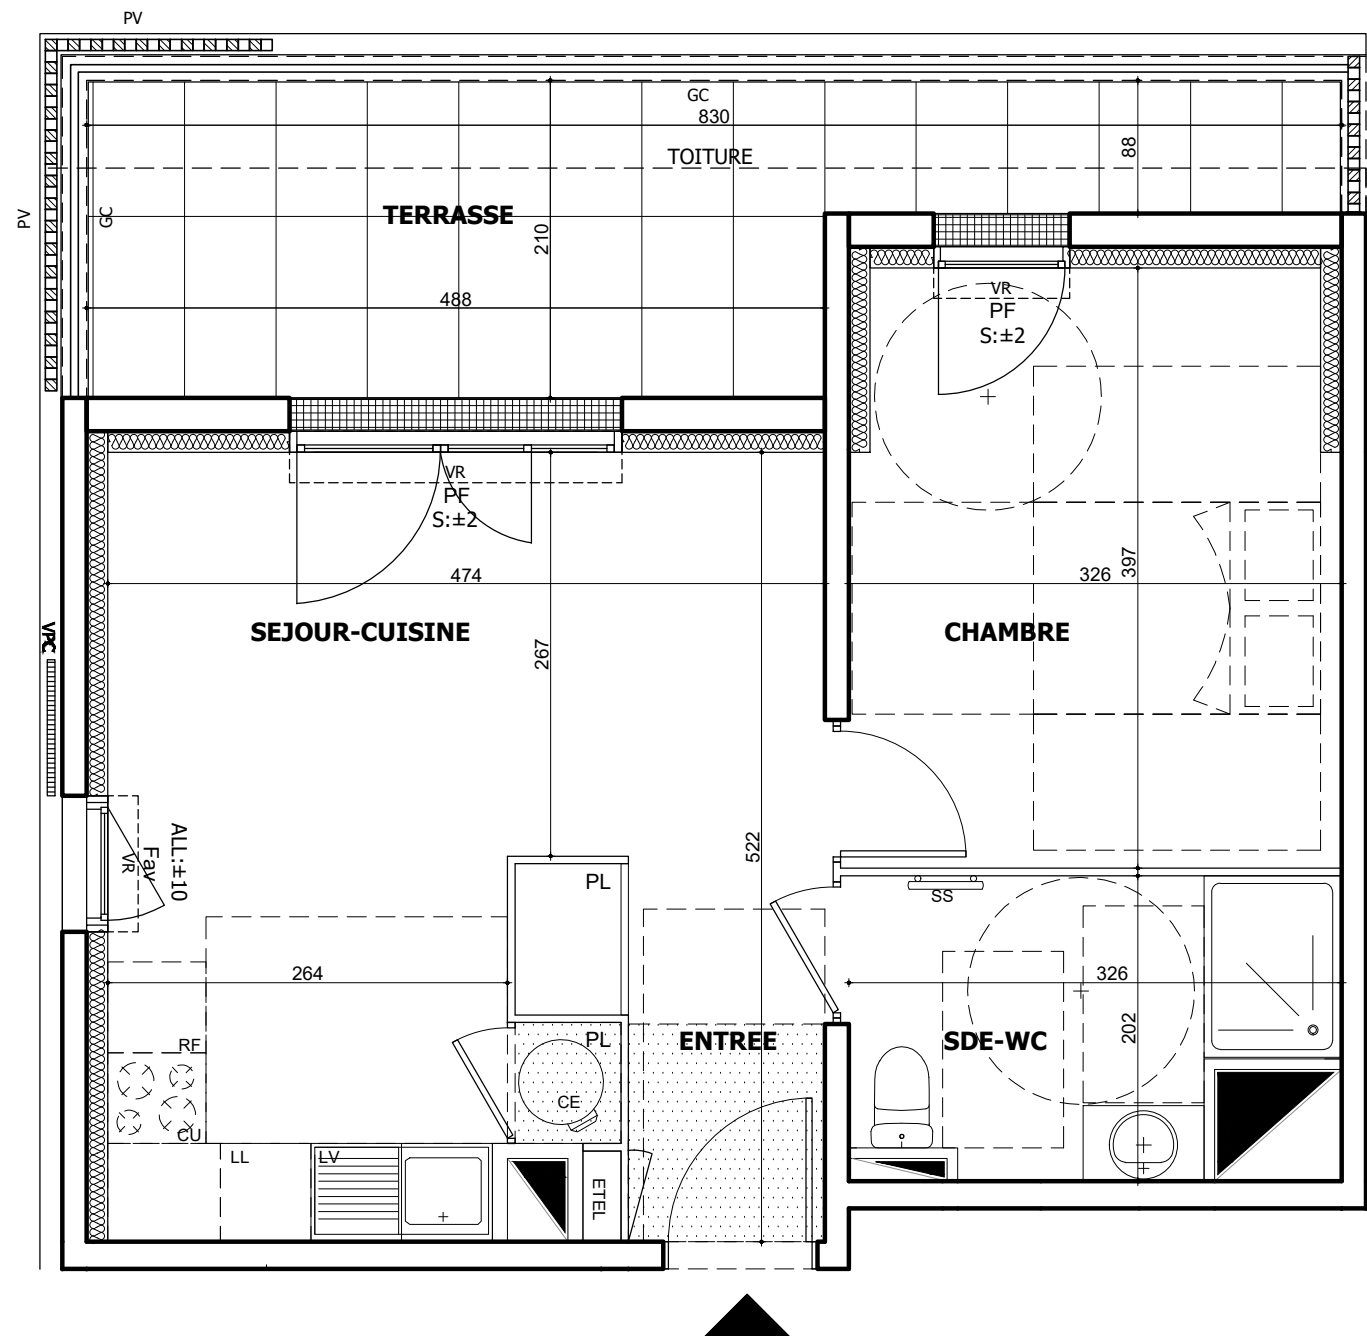 PV
GC
830
TOITURE
88
PV
GC
TERRASSE
210
488
VR
PF
S:±2
VR
PF
S:±2
474
326
397
SEJOUR-CUISINE
CHAMBRE
267
VPC
ALL:±10
Fav
VR
522
PL
SS
264
326
202
RF
PL
ENTREE
SDE-WC
CE
CU
LL
LV
ETEL